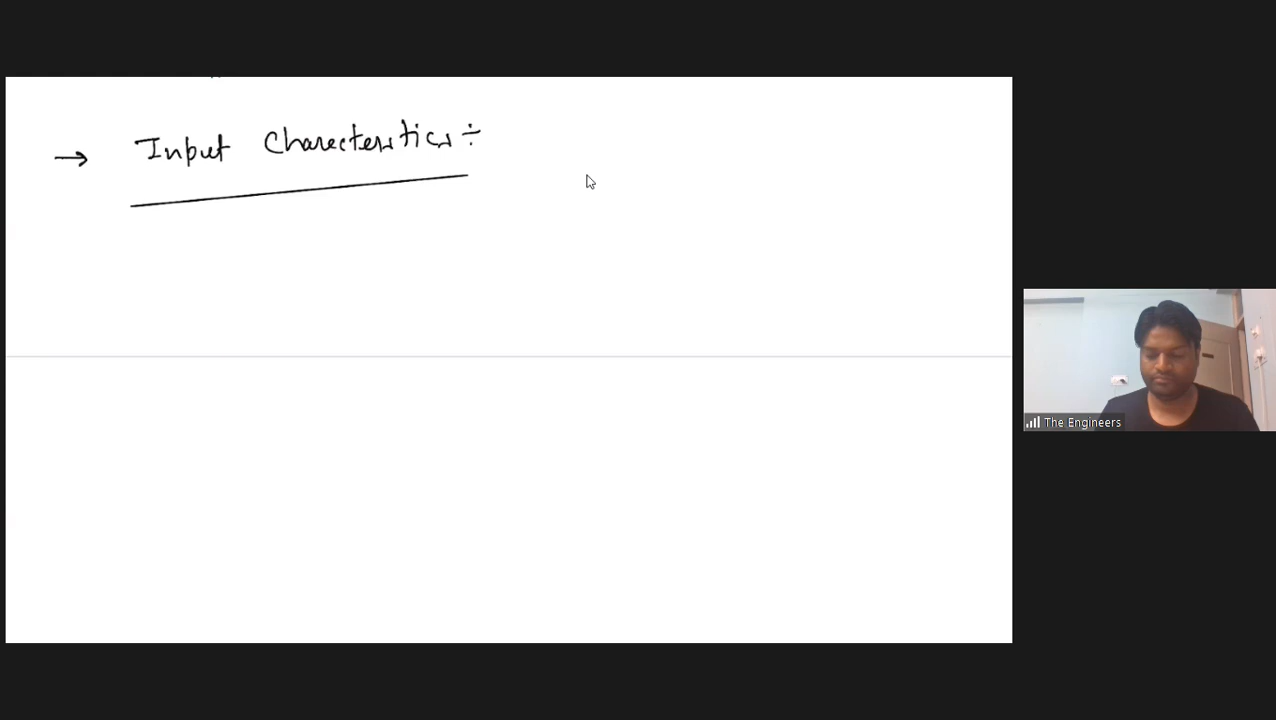 → Input Characteristics ÷
The Engineers